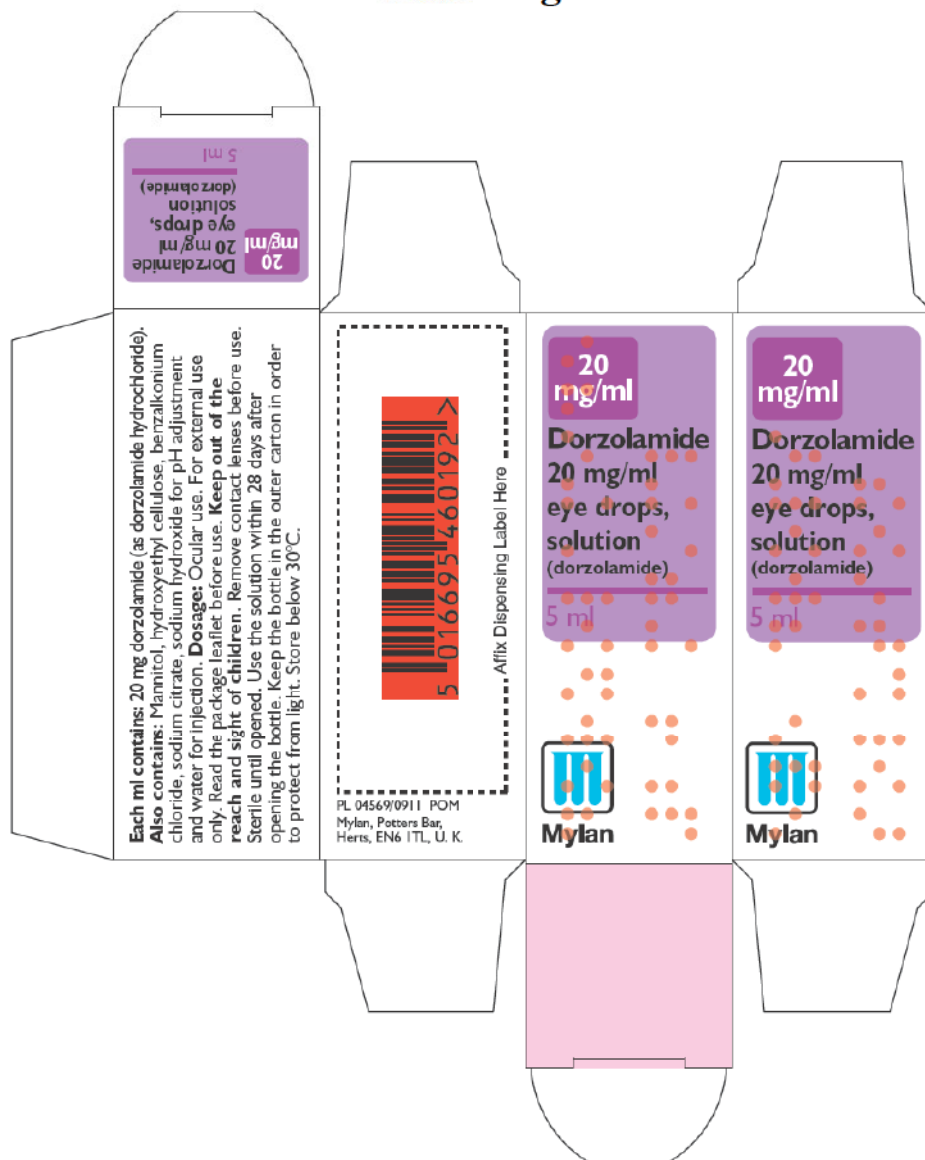 5 ml
(dorzolamide)
solution
eye drops,
20 mg/ml
Dorzolamide
20
mg/ml
Each ml contains: 20 mg dorzolamide (as dorzolamide hydrochloride).
Also contains: Mannitol, hydroxyethyl cellulose, benzalkonium
chloride, sodium citrate, sodium hydroxide for pH adjustment
and water for injection. Dosage: Ocular use. For external use
only. Read the package leaflet before use. Keep out of the
reach and sight of children. Remove contact lenses before use.
Sterile until opened. Use the solution within 28 days after
opening the bottle. Keep the bottle in the outer carton in order
to protect from light. Store below 30°C.
5 016695 460192 >
Affix Dispensing Label Here
PL 04569/0911 POM
Mylan, Potters Bar,
Herts, EN6 1TL, U. K.
20
mg/ml
Dorzolamide
20 mg/ml
eye drops,
solution
(dorzolamide)
5 ml
Mylan
20
mg/ml
Dorzolamide
20 mg/ml
eye drops,
solution
(dorzolamide)
5 ml
Mylan